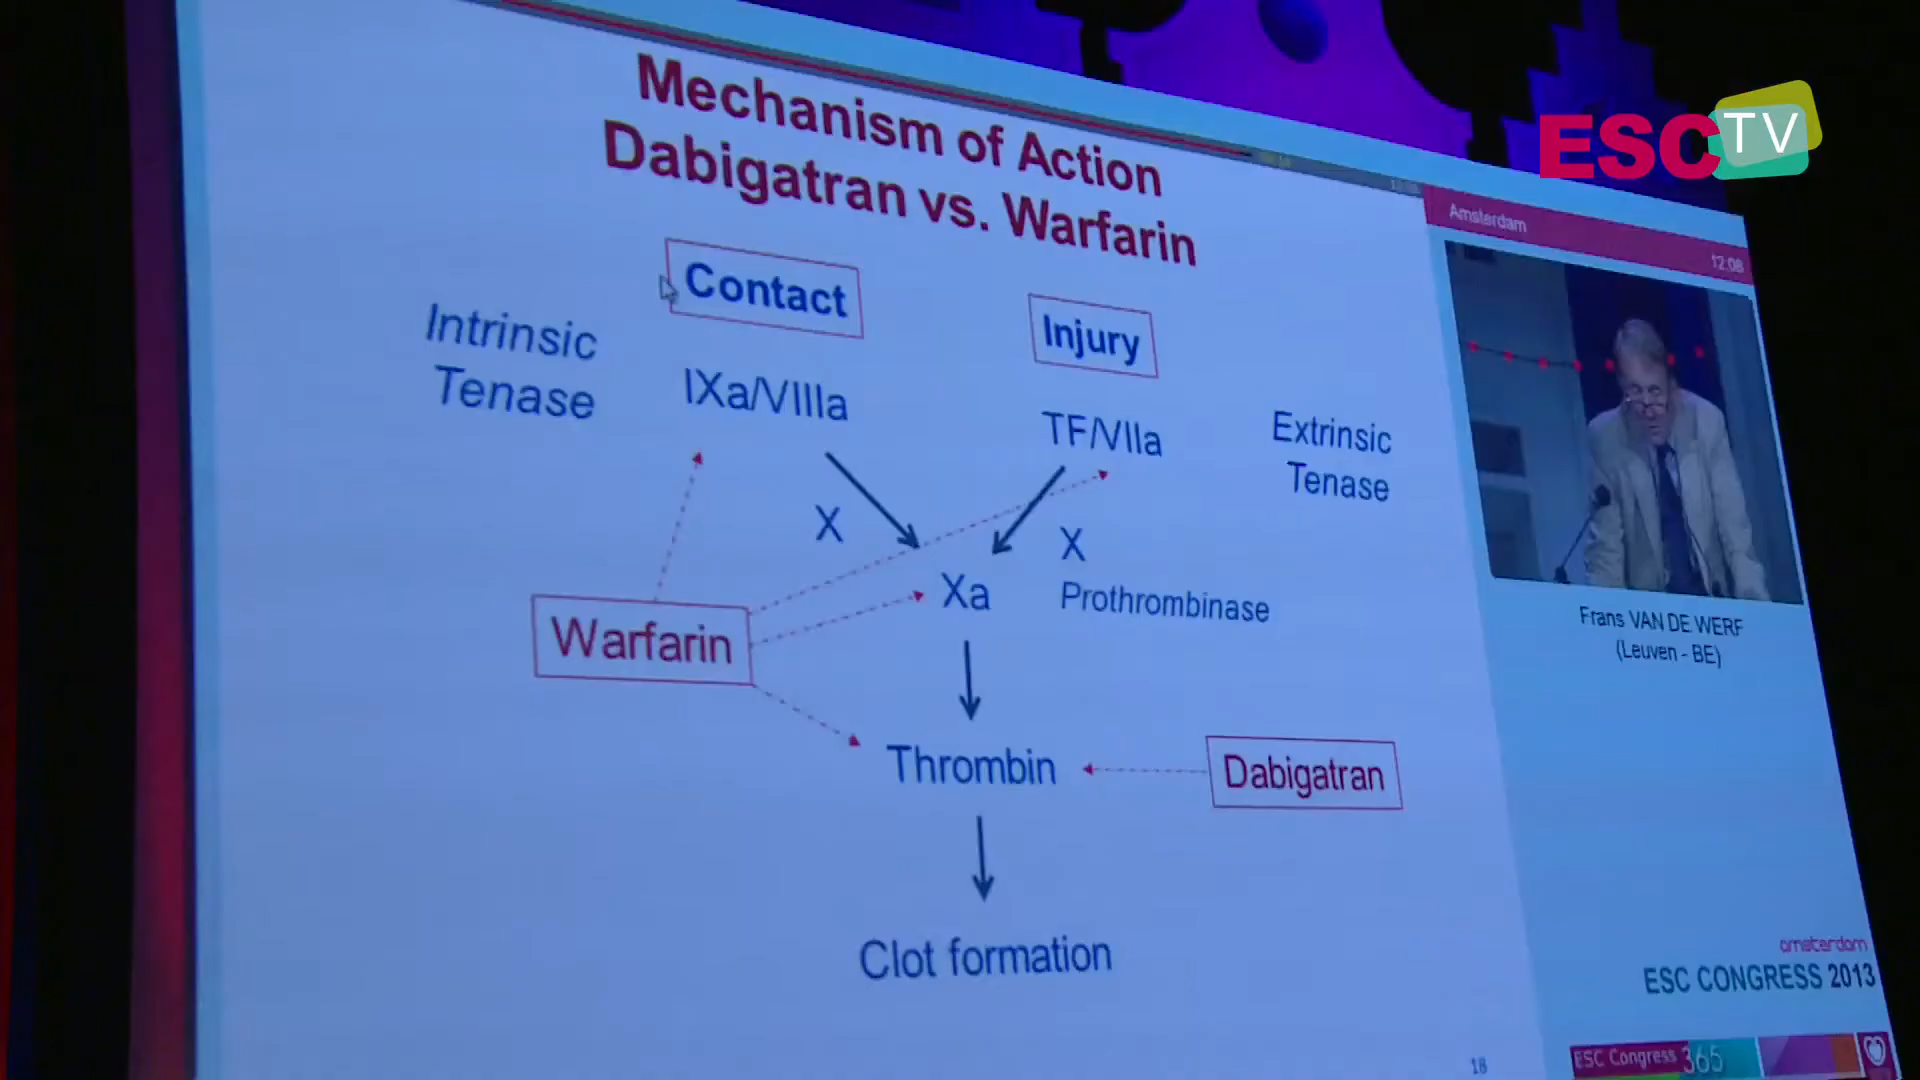 Mechanism of Action
Dabigatran vs. Warfarin
Contact
Injury
Intrinsic
Tenase
IXa/VIIIa
TF/VIIa
Extrinsic
Tenase
X
X
Xa
Prothrombinase
Warfarin
Thrombin
Dabigatran
Clot formation
18
ESC TV
Amsterdam
12:08
Frans VAN DE WERF
(Leuven - BE)
amsterdam
ESC CONGRESS 2013
ESC Congress 365